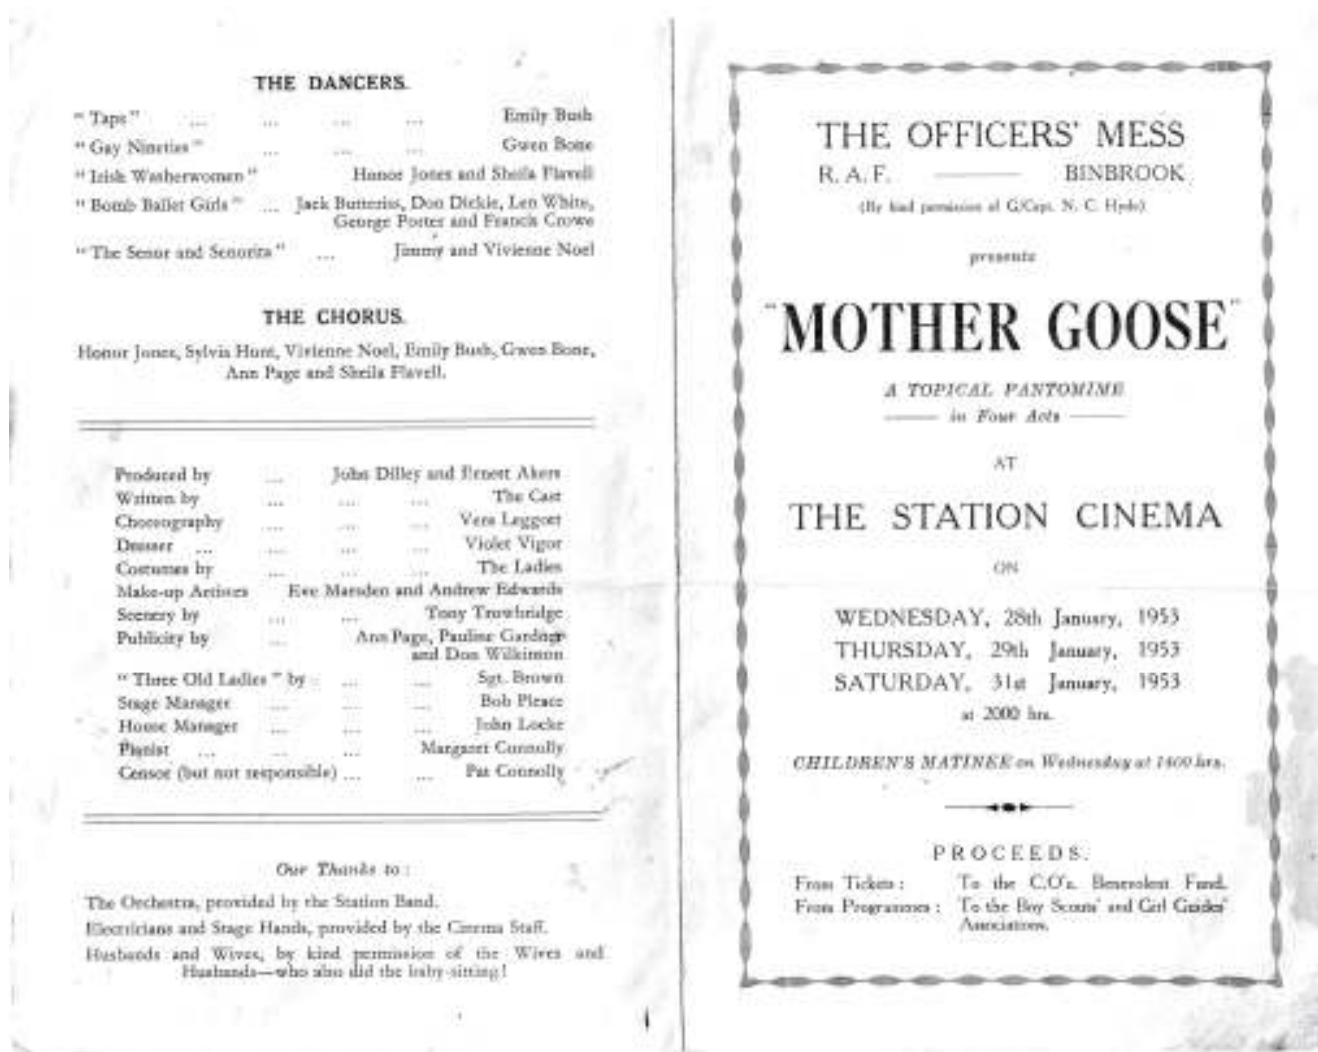 THE DANCERS.
"Taps" ... ... ... ... Emily Bush
"Gay Nineties" ... ... ... Gwen Bone
"Irish Washerwoman" Honor Jones and Sheila Flavell
"Bomb Ballet Girls" ... Jack Butteriss, Don Dickie, Len White,
George Porter and Francis Crowe
"The Senor and Senorita" ... Jimmy and Vivienne Noel
THE CHORUS.
Honor Jones, Sylvia Hunt, Vivienne Noel, Emily Bush, Gwen Bone,
Ann Page and Sheila Flavell.
Produced by ... John Dilley and Ernest Akers
Written by ... ... ... The Cast
Choreography ... ... ... Vera Leggott
Dresser ... ... ... ... Violet Vigor
Costumes by ... ... ... The Ladies
Make-up Artistes Eve Marsden and Andrew Edwards
Scenery by ... ... Tony Trowbridge
Publicity by ... Ann Page, Pauline Gardner
and Don Wilkinson
"Three Old Ladies" by ... ... Sgt. Brown
Stage Manager ... ... ... Bob Pleace
House Manager ... ... ... John Locke
Pianist ... ... ... Margaret Connolly
Censor (but not responsible) ... ... Pat Connolly
Our Thanks to :
The Orchestra, provided by the Station Band.
Electricians and Stage Hands, provided by the Cinema Staff.
Husbands and Wives, by kind permission of the Wives and
Husbands—who also did the baby-sitting!
THE OFFICERS' MESS
R. A. F. BINBROOK
(By kind permission of G/Capt. N. C. Hyde)
presents
"MOTHER GOOSE"
A TOPICAL PANTOMIME
in Four Acts
AT
THE STATION CINEMA
ON
WEDNESDAY, 28th January, 1953
THURSDAY, 29th January, 1953
SATURDAY, 31st January, 1953
at 2000 hrs.
CHILDREN'S MATINEE on Wednesday at 1400 hrs.
PROCEEDS.
From Tickets : To the C.O's. Benevolent Fund.
From Programmes : To the Boy Scouts' and Girl Guides'
Associations.